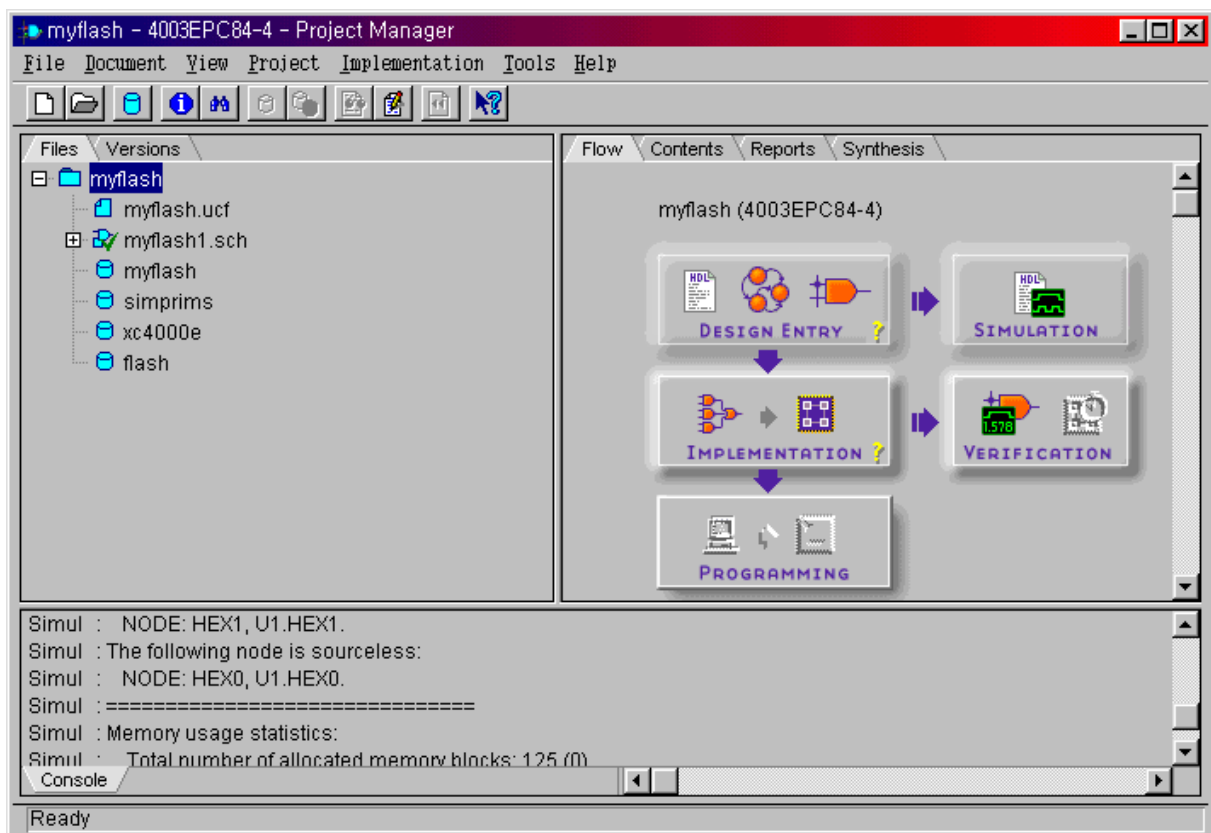 myflash - 4003EPC84-4 - Project Manager
File Document View Project Implementation Tools Help
Files Versions
Flow Contents Reports Synthesis
myflash
myflash.ucf
myflash1.sch
myflash
simprims
xc4000e
flash
myflash (4003EPC84-4)
HDL
DESIGN ENTRY ?
HDL
SIMULATION
IMPLEMENTATION ?
1.578
VERIFICATION
PROGRAMMING
Simul : NODE: HEX1, U1.HEX1.
Simul : The following node is sourceless:
Simul : NODE: HEX0, U1.HEX0.
Simul : ===============================
Simul : Memory usage statistics:
Simul : Total number of allocated memory blocks: 125 (0)
Console
Ready